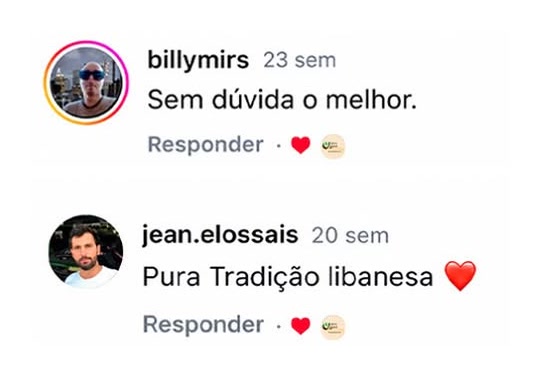 billymirs 23 sem
Sem dúvida o melhor.
Responder ·
jean.elossais 20 sem
Pura Tradição libanesa ❤️
Responder ·